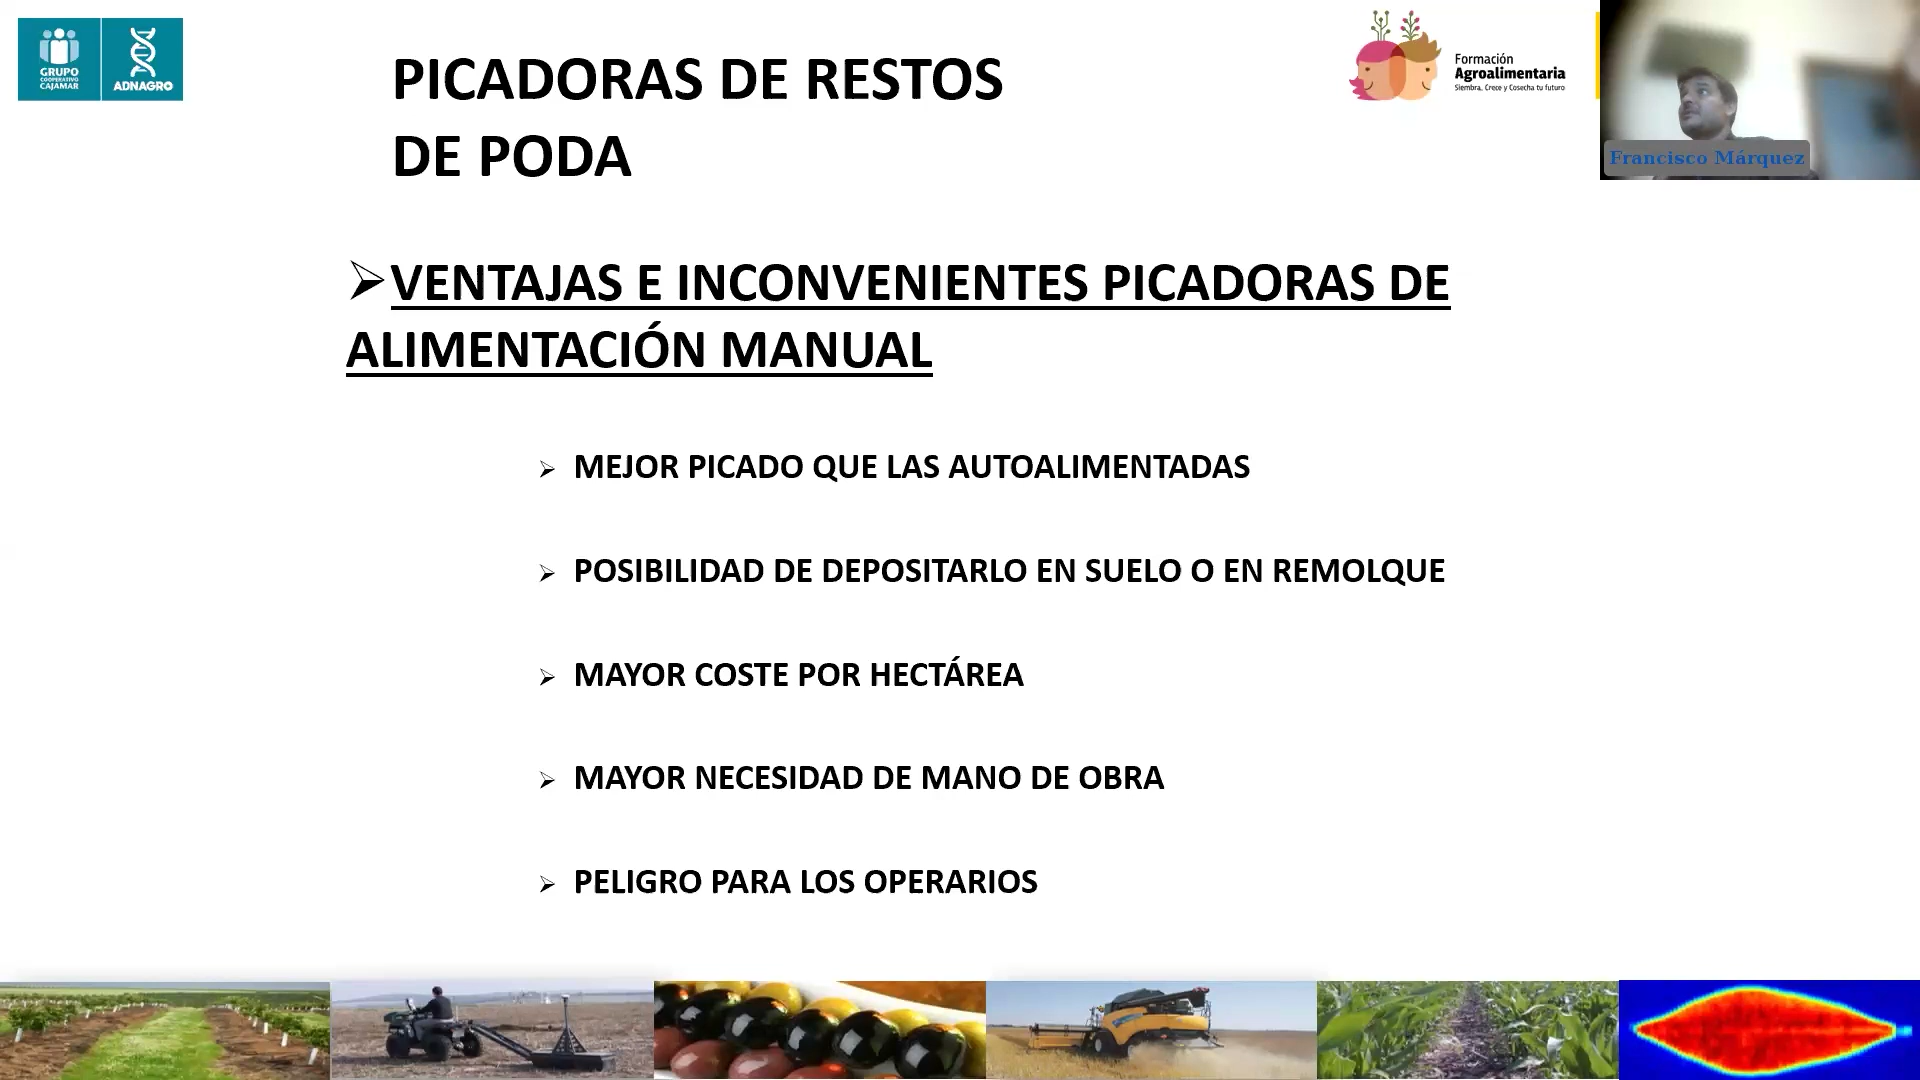 GRUPO
COOPERATIVO
CAJAMAR
ADNAGRO
PICADORAS DE RESTOS
DE PODA
Formación
Agroalimentaria
Siembra, Crece y Cosecha tu futuro
Francisco Márquez
➢VENTAJAS E INCONVENIENTES PICADORAS DE
ALIMENTACIÓN MANUAL
➢ MEJOR PICADO QUE LAS AUTOALIMENTADAS
➢ POSIBILIDAD DE DEPOSITARLO EN SUELO O EN REMOLQUE
➢ MAYOR COSTE POR HECTÁREA
➢ MAYOR NECESIDAD DE MANO DE OBRA
➢ PELIGRO PARA LOS OPERARIOS